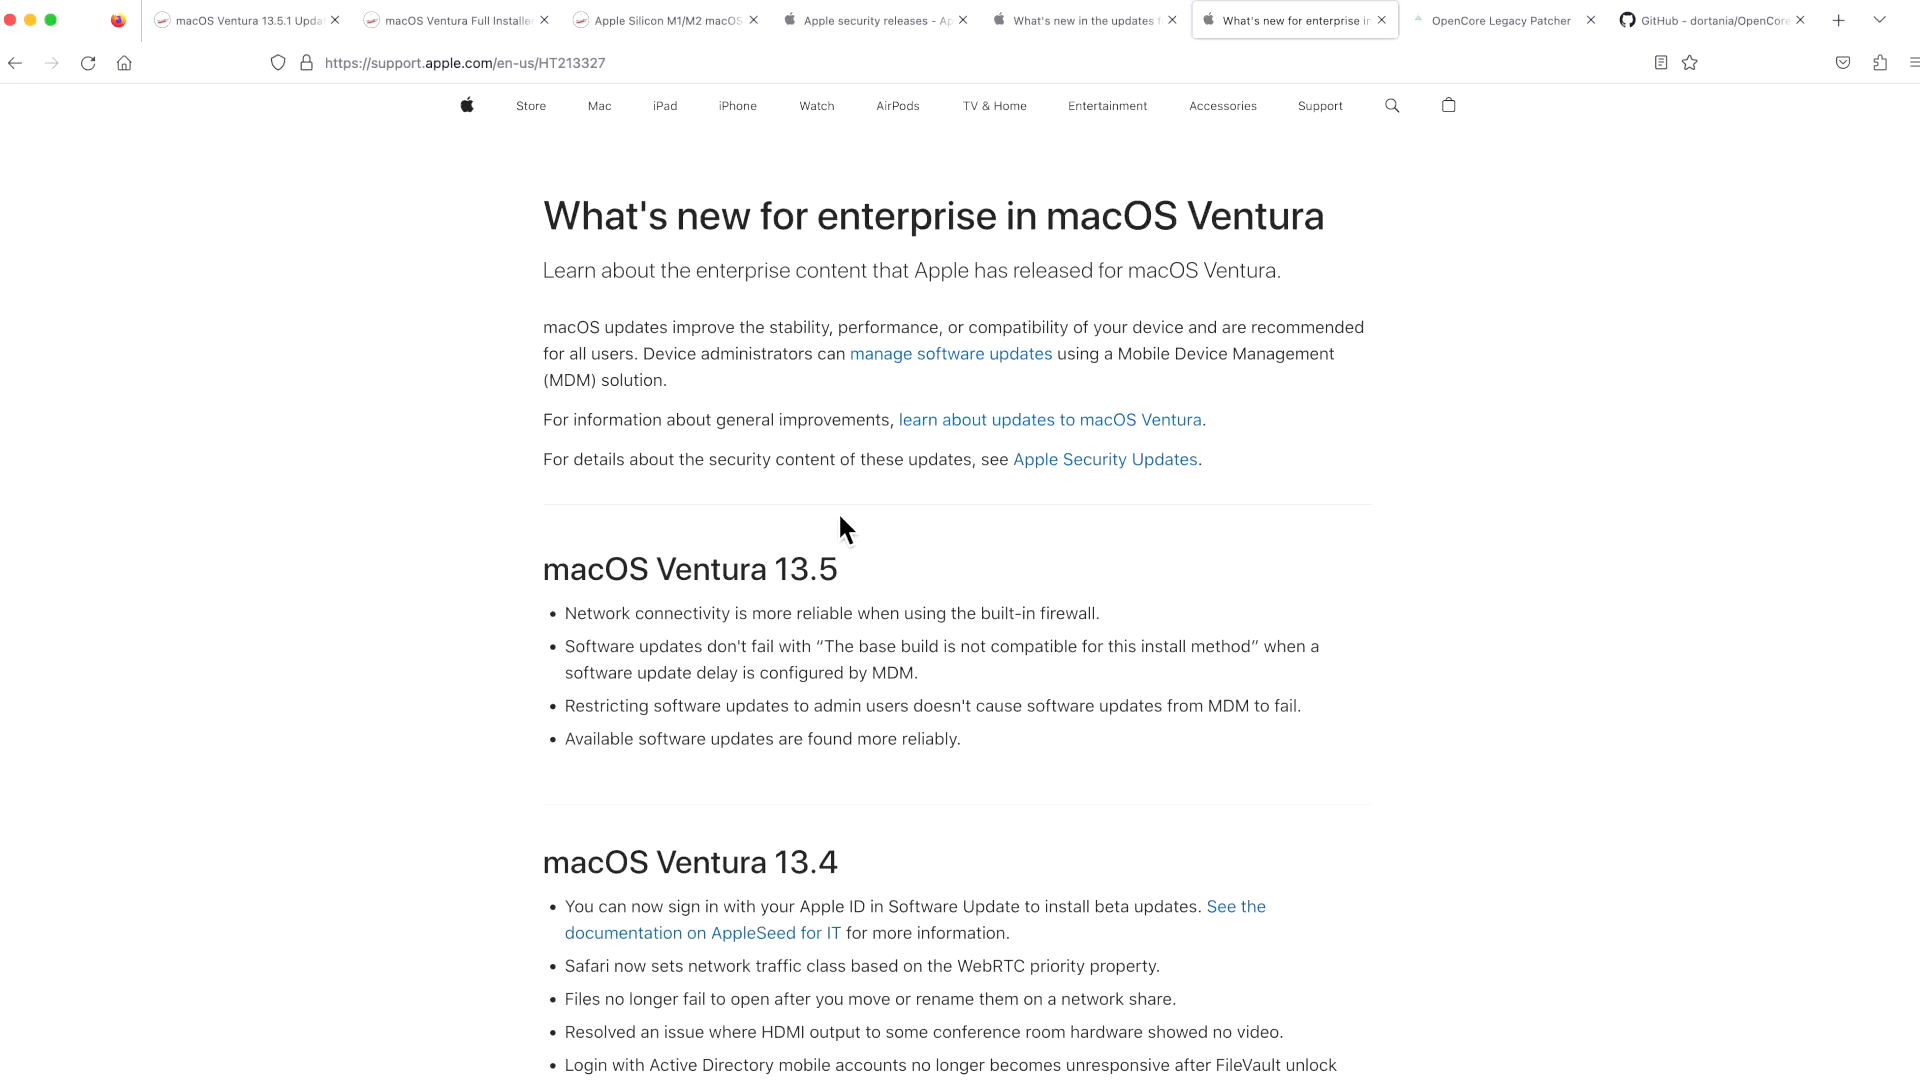 macOS Ventura 13.5.1 Upda
macOS Ventura Full Installe
Apple Silicon M1/M2 macOS
Apple security releases - Ap
What's new in the updates f
What's new for enterprise in
OpenCore Legacy Patcher
GitHub - dortania/OpenCore
https://support.apple.com/en-us/HT213327
Store Mac iPad iPhone Watch AirPods TV & Home Entertainment Accessories Support
What's new for enterprise in macOS Ventura
Learn about the enterprise content that Apple has released for macOS Ventura.
macOS updates improve the stability, performance, or compatibility of your device and are recommended
for all users. Device administrators can manage software updates using a Mobile Device Management
(MDM) solution.
For information about general improvements, learn about updates to macOS Ventura.
For details about the security content of these updates, see Apple Security Updates.
macOS Ventura 13.5
• Network connectivity is more reliable when using the built-in firewall.
• Software updates don't fail with “The base build is not compatible for this install method” when a
software update delay is configured by MDM.
• Restricting software updates to admin users doesn't cause software updates from MDM to fail.
• Available software updates are found more reliably.
macOS Ventura 13.4
• You can now sign in with your Apple ID in Software Update to install beta updates. See the
documentation on AppleSeed for IT for more information.
• Safari now sets network traffic class based on the WebRTC priority property.
• Files no longer fail to open after you move or rename them on a network share.
• Resolved an issue where HDMI output to some conference room hardware showed no video.
• Login with Active Directory mobile accounts no longer becomes unresponsive after FileVault unlock